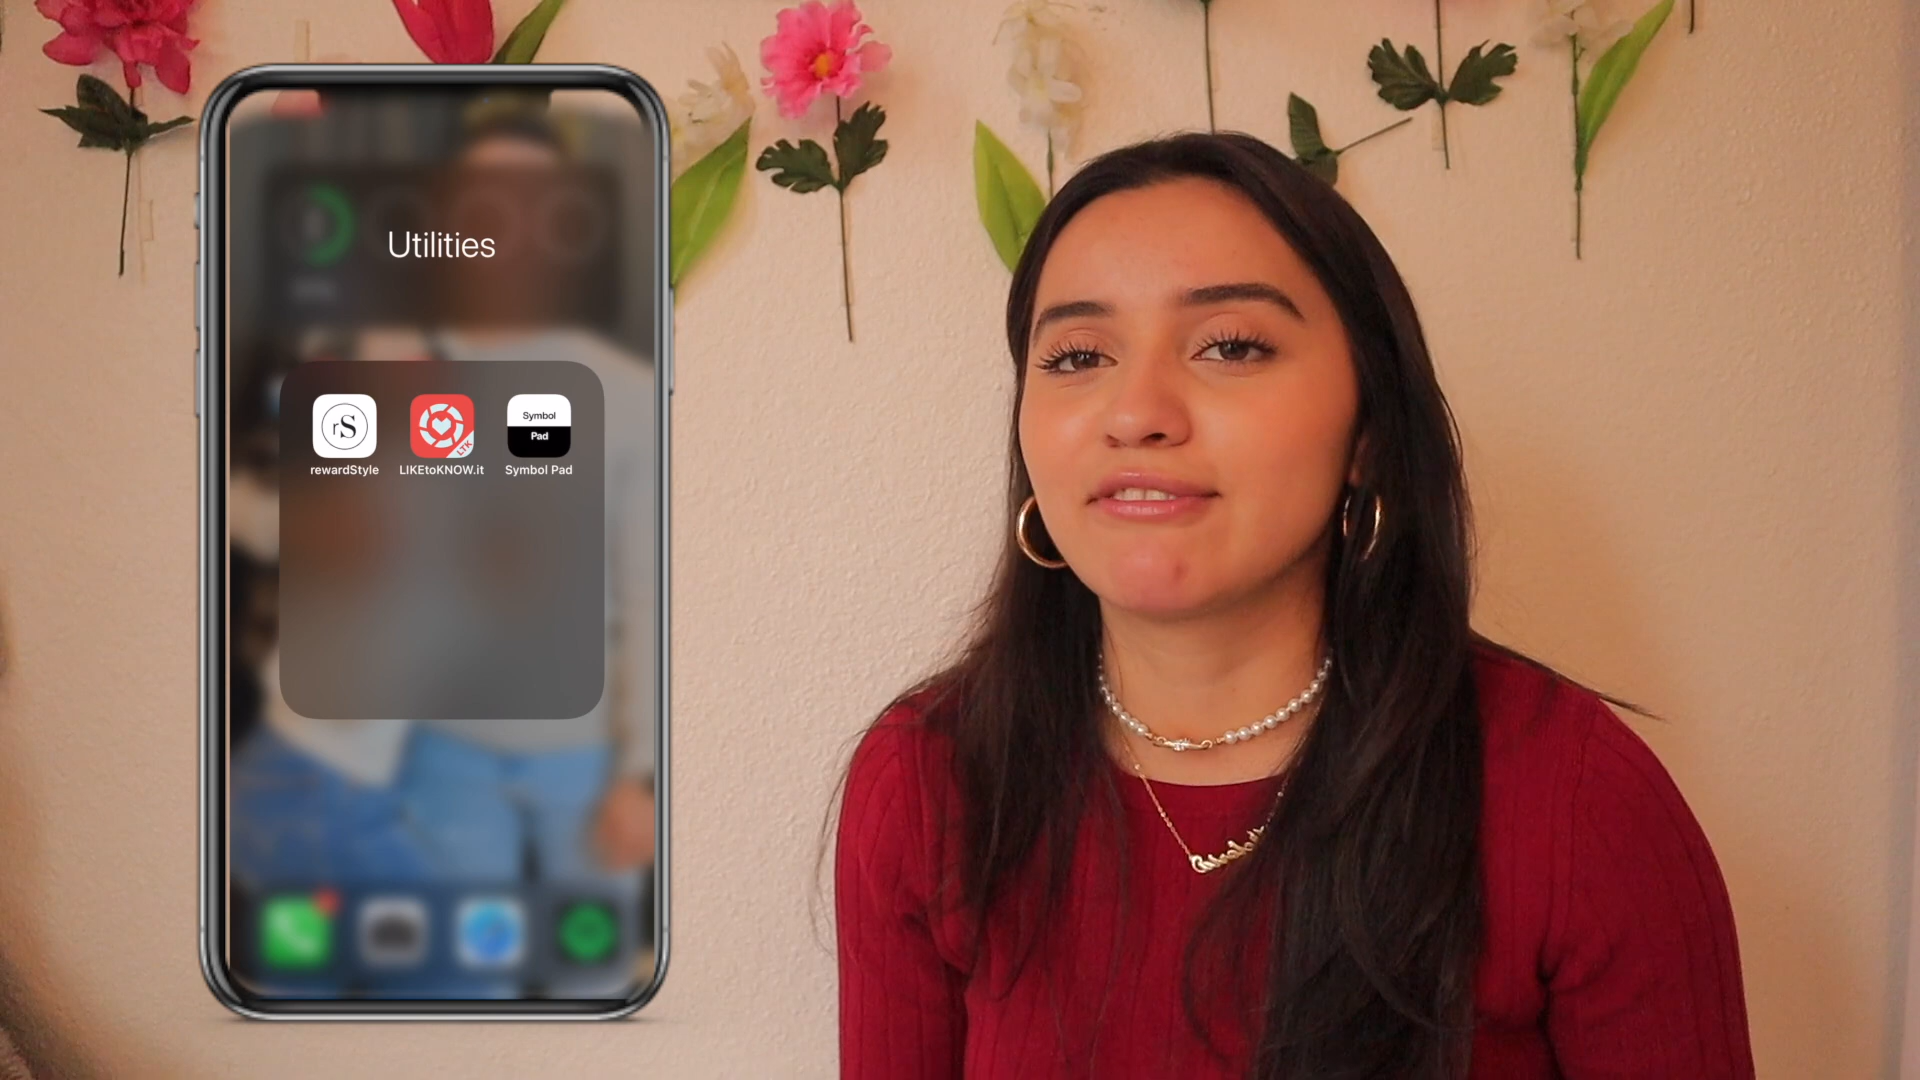 Utilities
rS
LTK
Symbol
Pad
rewardStyle
LIKEtoKNOW.it
Symbol Pad